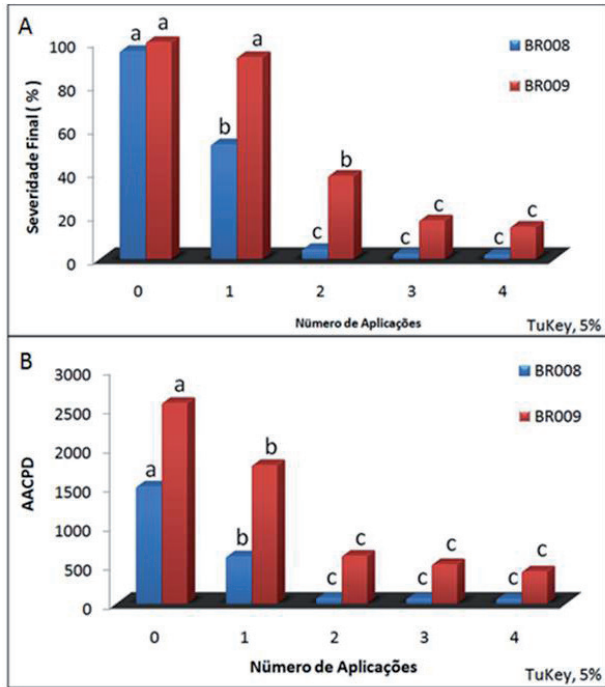 A
Severidade Final ( % )
100
80
60
40
20
0
a a
b a
c b
c c
c c
BR008
BR009
0 1 2 3 4
Número de Aplicações
TuKey, 5%
B
AACPD
3000
2500
2000
1500
1000
500
0
a a
b b
c c
c c
c c
BR008
BR009
0 1 2 3 4
Número de Aplicações
TuKey, 5%